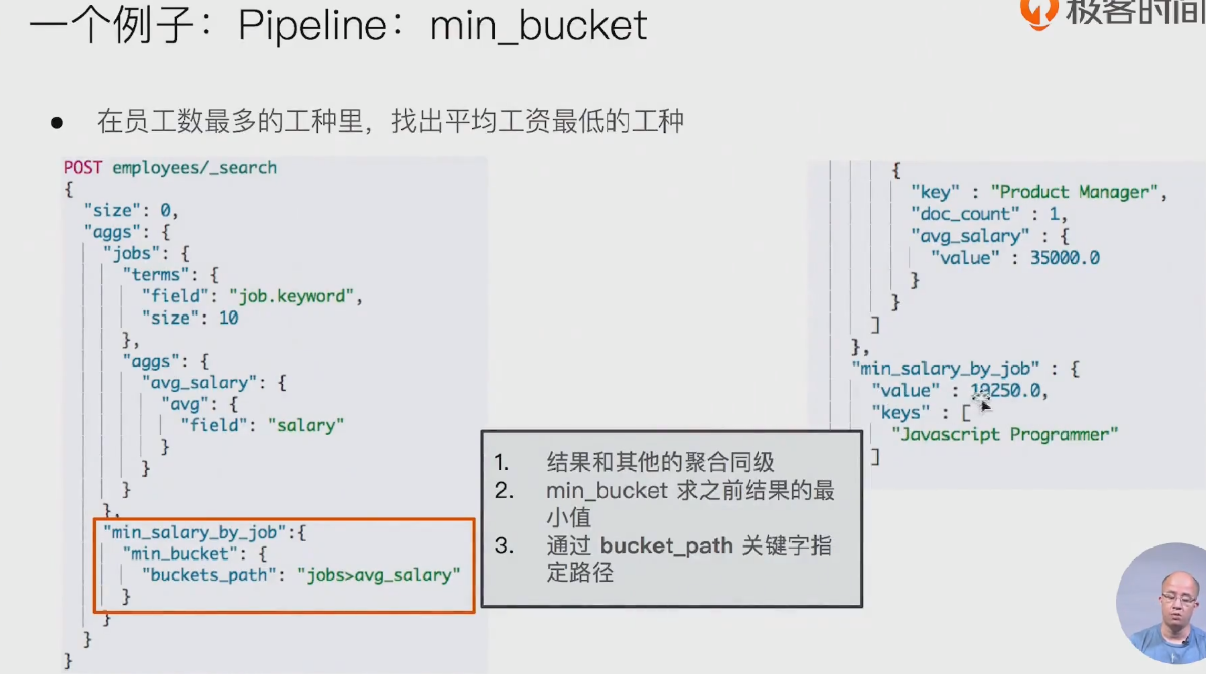 一个例子：Pipeline：min_bucket
极客时间
● 在员工数最多的工种里，找出平均工资最低的工种
POST employees/_search
{
"size": 0,
"aggs": {
"jobs": {
"terms": {
"field": "job.keyword",
"size": 10
},
"aggs": {
"avg_salary": {
"avg": {
"field": "salary"
}
}
}
},
"min_salary_by_job":{
"min_bucket": {
"buckets_path": "jobs>avg_salary"
}
}
}
}
1. 结果和其他的聚合同级
2. min_bucket 求之前结果的最
小值
3. 通过 bucket_path 关键字指
定路径
{
"key" : "Product Manager",
"doc_count" : 1,
"avg_salary" : {
"value" : 35000.0
}
}
]
},
"min_salary_by_job" : {
"value" : 19250.0,
"keys" : [
"Javascript Programmer"
]